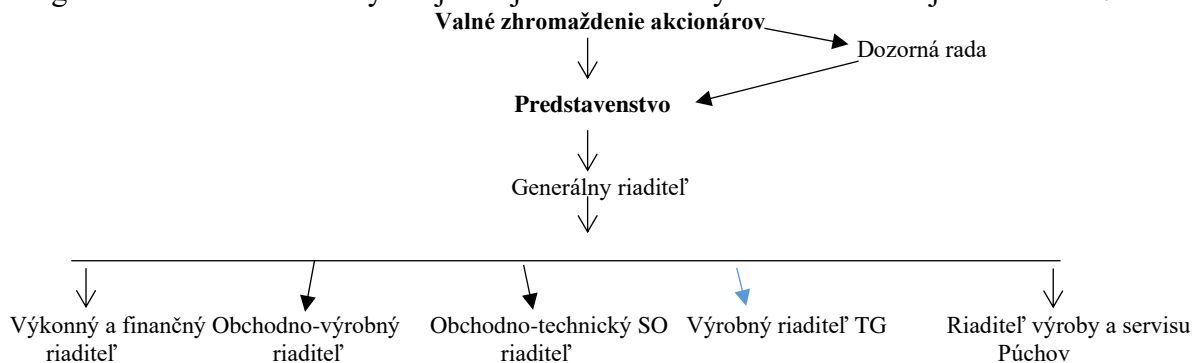 Valné zhromaždenie akcionárov
Dozorná rada
Predstavenstvo
Generálny riaditeľ
Výkonný a finančný riaditeľ
Obchodno-výrobný riaditeľ
Obchodno-technický SO riaditeľ
Výrobný riaditeľ TG
Riaditeľ výroby a servisu Púchov